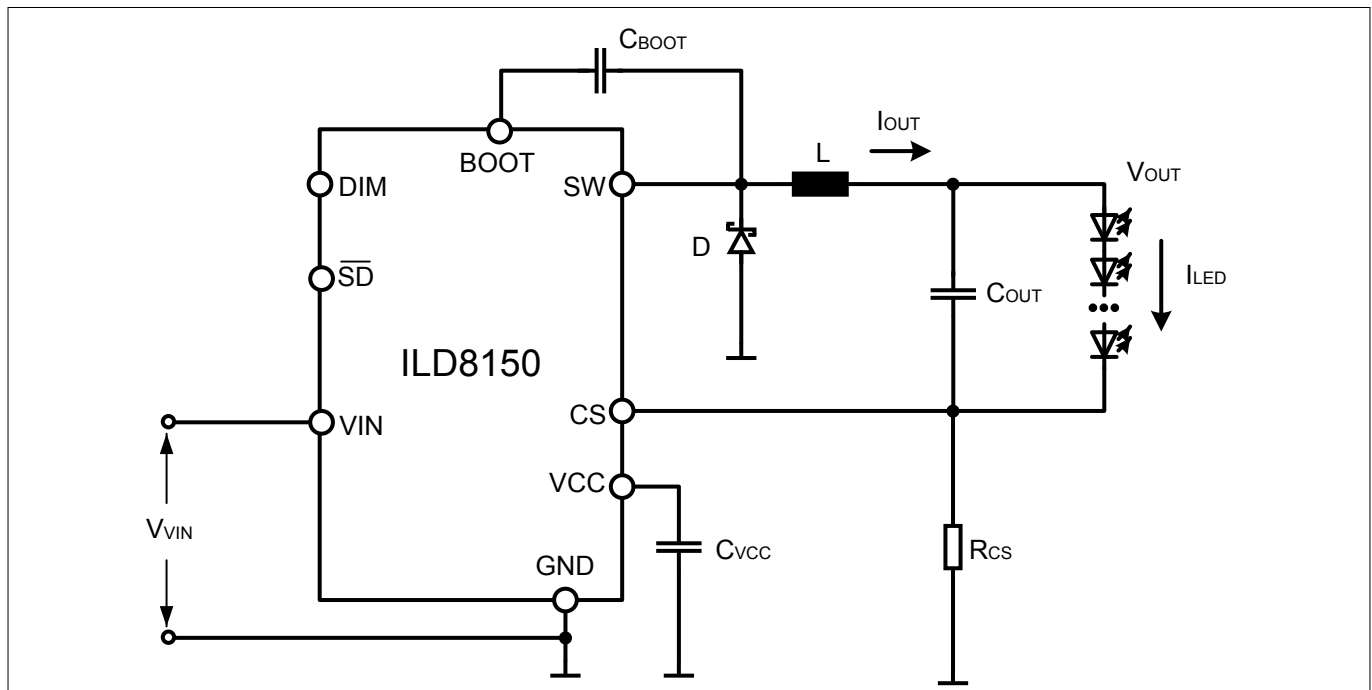 CBOOT
BOOT
DIM
SW
L
IOUT
VOUT
SD
D
COUT
ILED
ILD8150
VIN
CS
VCC
VVIN
GND
CVCC
RCS